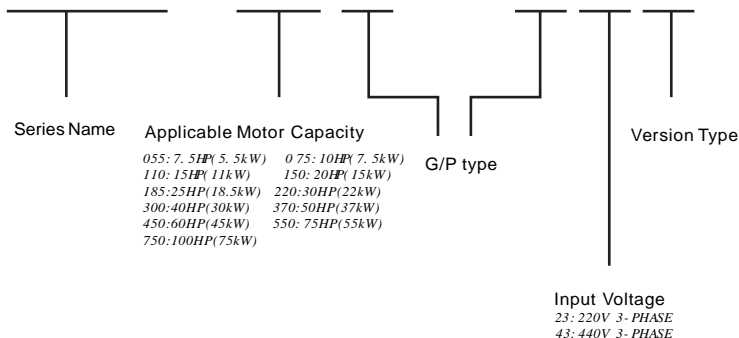 Series Name
Applicable Motor Capacity
055:7.5HP(5.5kW) 075:10HP(7.5kW)
110:15HP(11kW) 150:20HP(15kW)
185:25HP(18.5kW) 220:30HP(22kW)
300:40HP(30kW) 370:50HP(37kW)
450:60HP(45kW) 550:75HP(55kW)
750:100HP(75kW)
G/P type
Version Type
Input Voltage
23:220V 3-PHASE
43:440V 3-PHASE